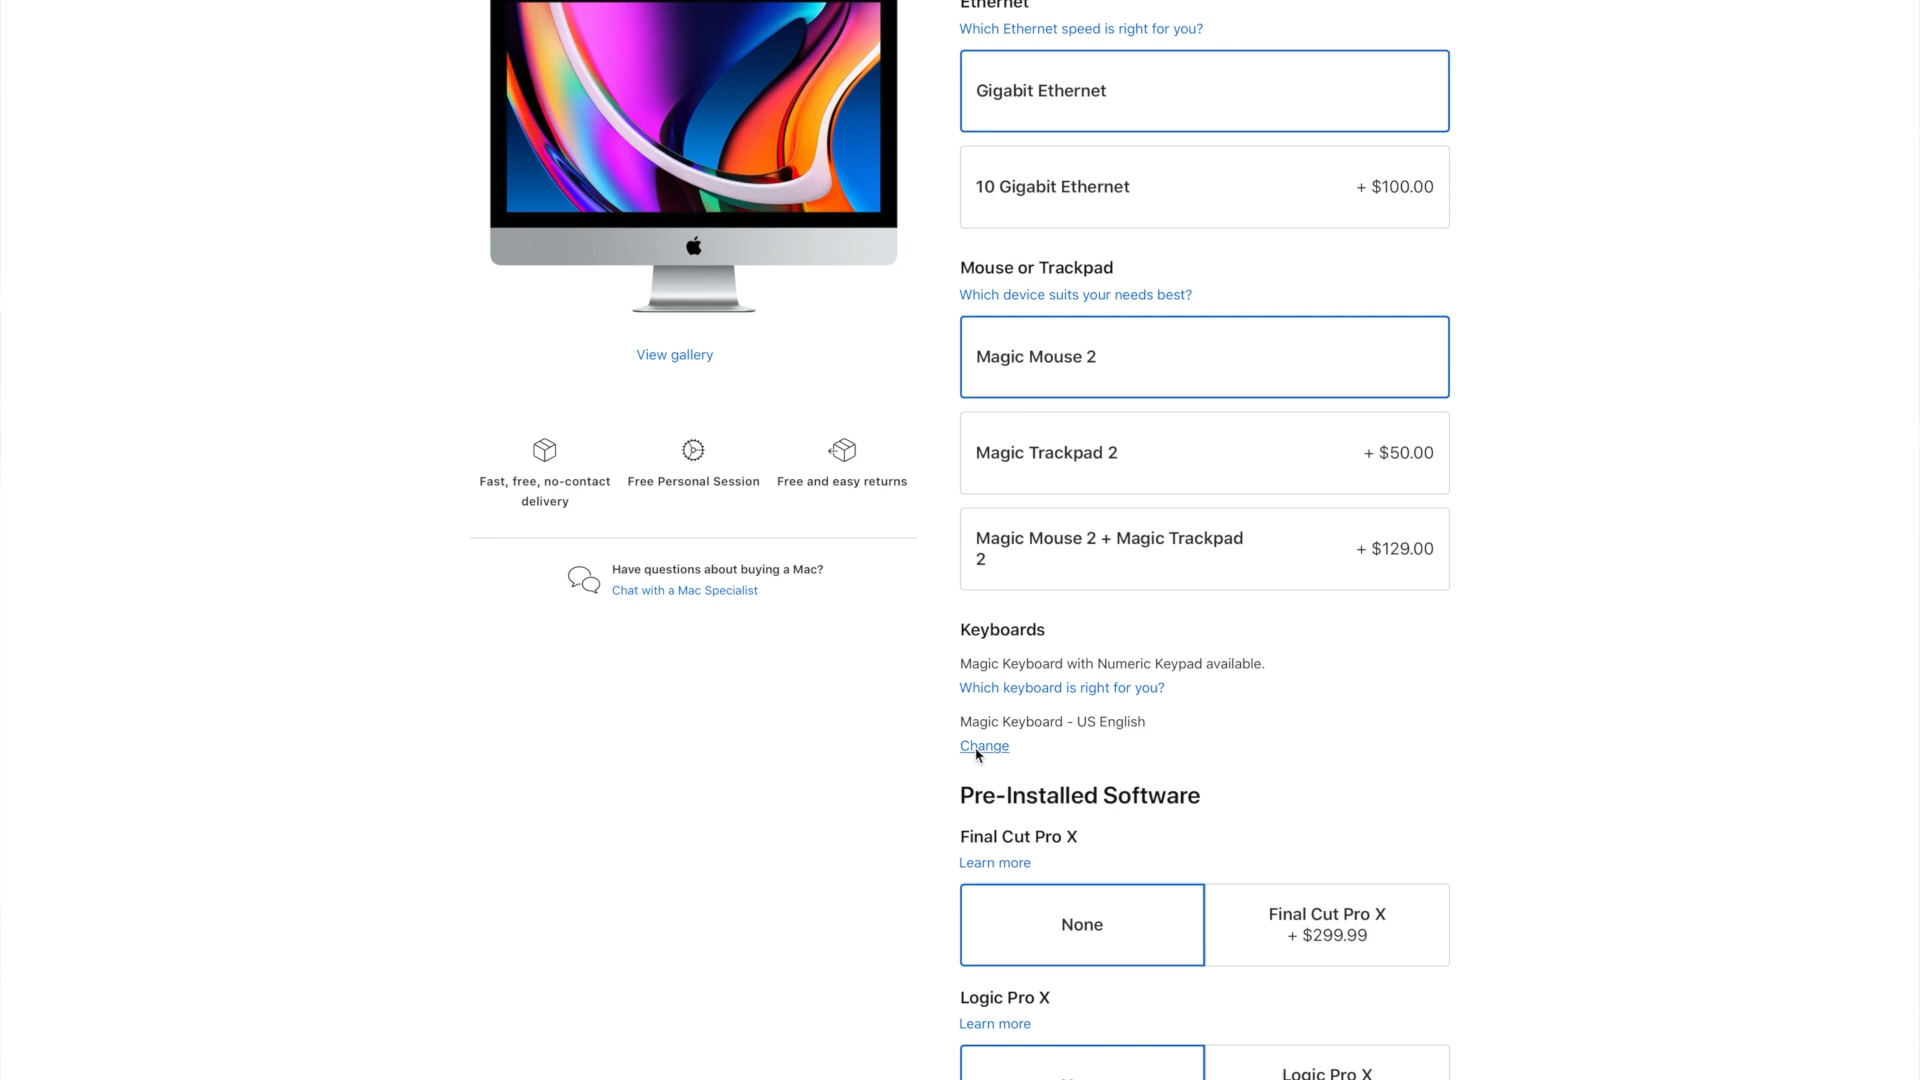 Ethernet
Which Ethernet speed is right for you?
Gigabit Ethernet
10 Gigabit Ethernet + $100.00
Mouse or Trackpad
Which device suits your needs best?
Magic Mouse 2
Magic Trackpad 2 + $50.00
Magic Mouse 2 + Magic Trackpad
2 + $129.00
View gallery
Fast, free, no-contact
delivery
Free Personal Session
Free and easy returns
Have questions about buying a Mac?
Chat with a Mac Specialist
Keyboards
Magic Keyboard with Numeric Keypad available.
Which keyboard is right for you?
Magic Keyboard - US English
Change
Pre-Installed Software
Final Cut Pro X
Learn more
None
Final Cut Pro X
+ $299.99
Logic Pro X
Learn more
Logic Pro X